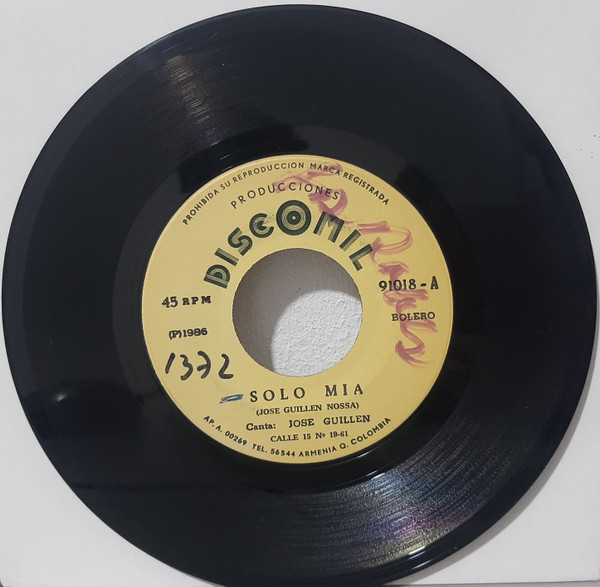 PROHIBIDA SU REPRODUCCION MARCA REGISTRADA
PRODUCCIONES
DISCOMIL
45 RPM
91018-A
(P)1986
BOLERO
1372
SOLO MIA
(JOSE GUILLEN NOSSA)
Canta: JOSE GUILLEN
CALLE 15 Nº 19-61
AP. A. 00269 TEL. 56544 ARMENIA Q. COLOMBIA